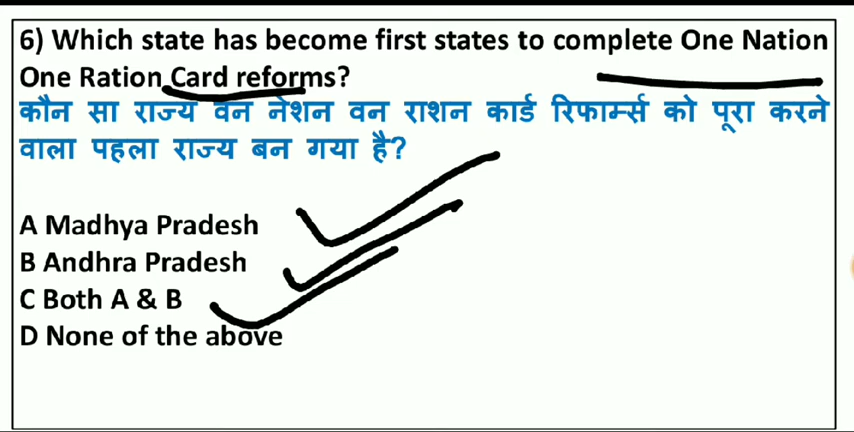 6) Which state has become first states to complete One Nation
One Ration Card reforms?
कौन सा राज्य वन नेशन वन राशन कार्ड रिफार्म्स को पूरा करने
वाला पहला राज्य बन गया है?
A Madhya Pradesh
B Andhra Pradesh
C Both A & B
D None of the above